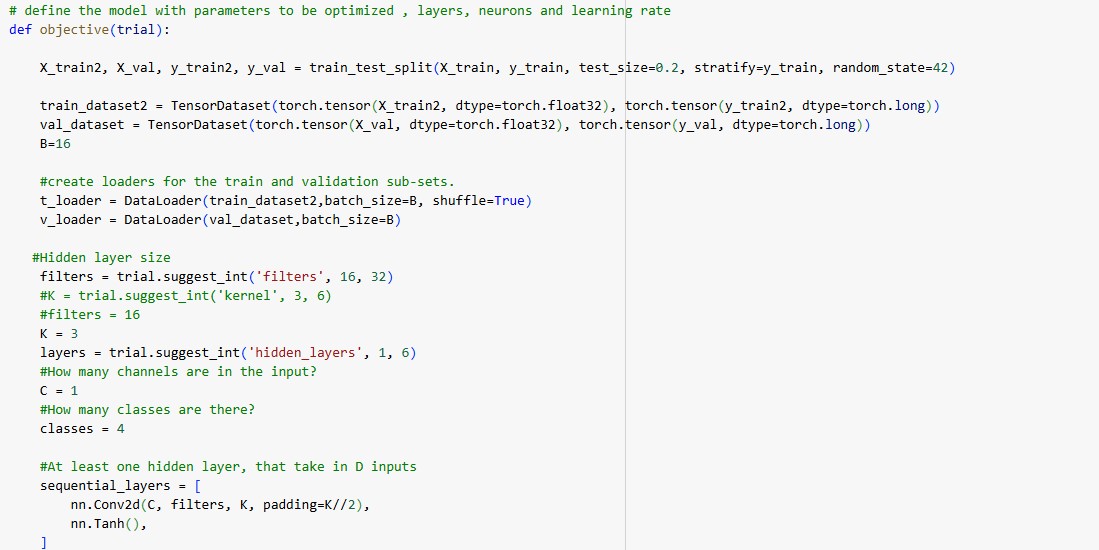 # define the model with parameters to be optimized , layers, neurons and learning rate
def objective(trial):
X_train2, X_val, y_train2, y_val = train_test_split(X_train, y_train, test_size=0.2, stratify=y_train, random_state=42)
train_dataset2 = TensorDataset(torch.tensor(X_train2, dtype=torch.float32), torch.tensor(y_train2, dtype=torch.long))
val_dataset = TensorDataset(torch.tensor(X_val, dtype=torch.float32), torch.tensor(y_val, dtype=torch.long))
B=16
#create loaders for the train and validation sub-sets.
t_loader = DataLoader(train_dataset2,batch_size=B, shuffle=True)
v_loader = DataLoader(val_dataset,batch_size=B)
#Hidden layer size
filters = trial.suggest_int('filters', 16, 32)
#K = trial.suggest_int('kernel', 3, 6)
#filters = 16
K = 3
layers = trial.suggest_int('hidden_layers', 1, 6)
#How many channels are in the input?
C = 1
#How many classes are there?
classes = 4
#At least one hidden layer, that take in D inputs
sequential_layers = [
nn.Conv2d(C, filters, K, padding=K//2),
nn.Tanh(),
]